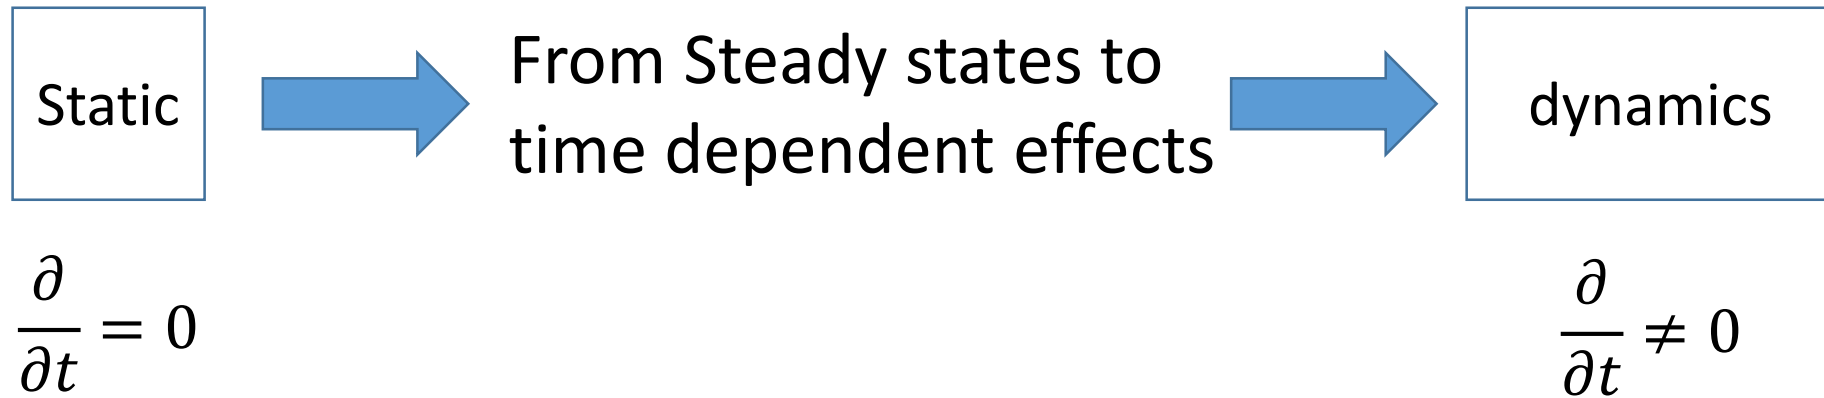 Static
From Steady states to
time dependent effects
dynamics
∂/∂t = 0
∂/∂t ≠ 0